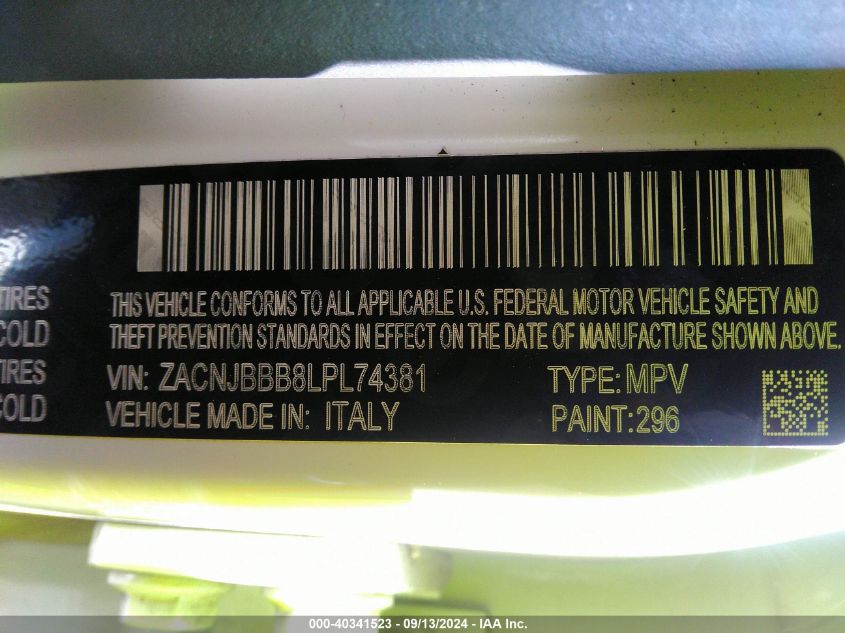 TIRES
COLD
TIRES
COLD
THIS VEHICLE CONFORMS TO ALL APPLICABLE U.S. FEDERAL MOTOR VEHICLE SAFETY AND
THEFT PREVENTION STANDARDS IN EFFECT ON THE DATE OF MANUFACTURE SHOWN ABOVE.
VIN: ZACNJBBB8LPL74381 TYPE: MPV
VEHICLE MADE IN: ITALY PAINT: 296
000-40341523 - 09/13/2024 - IAA Inc.